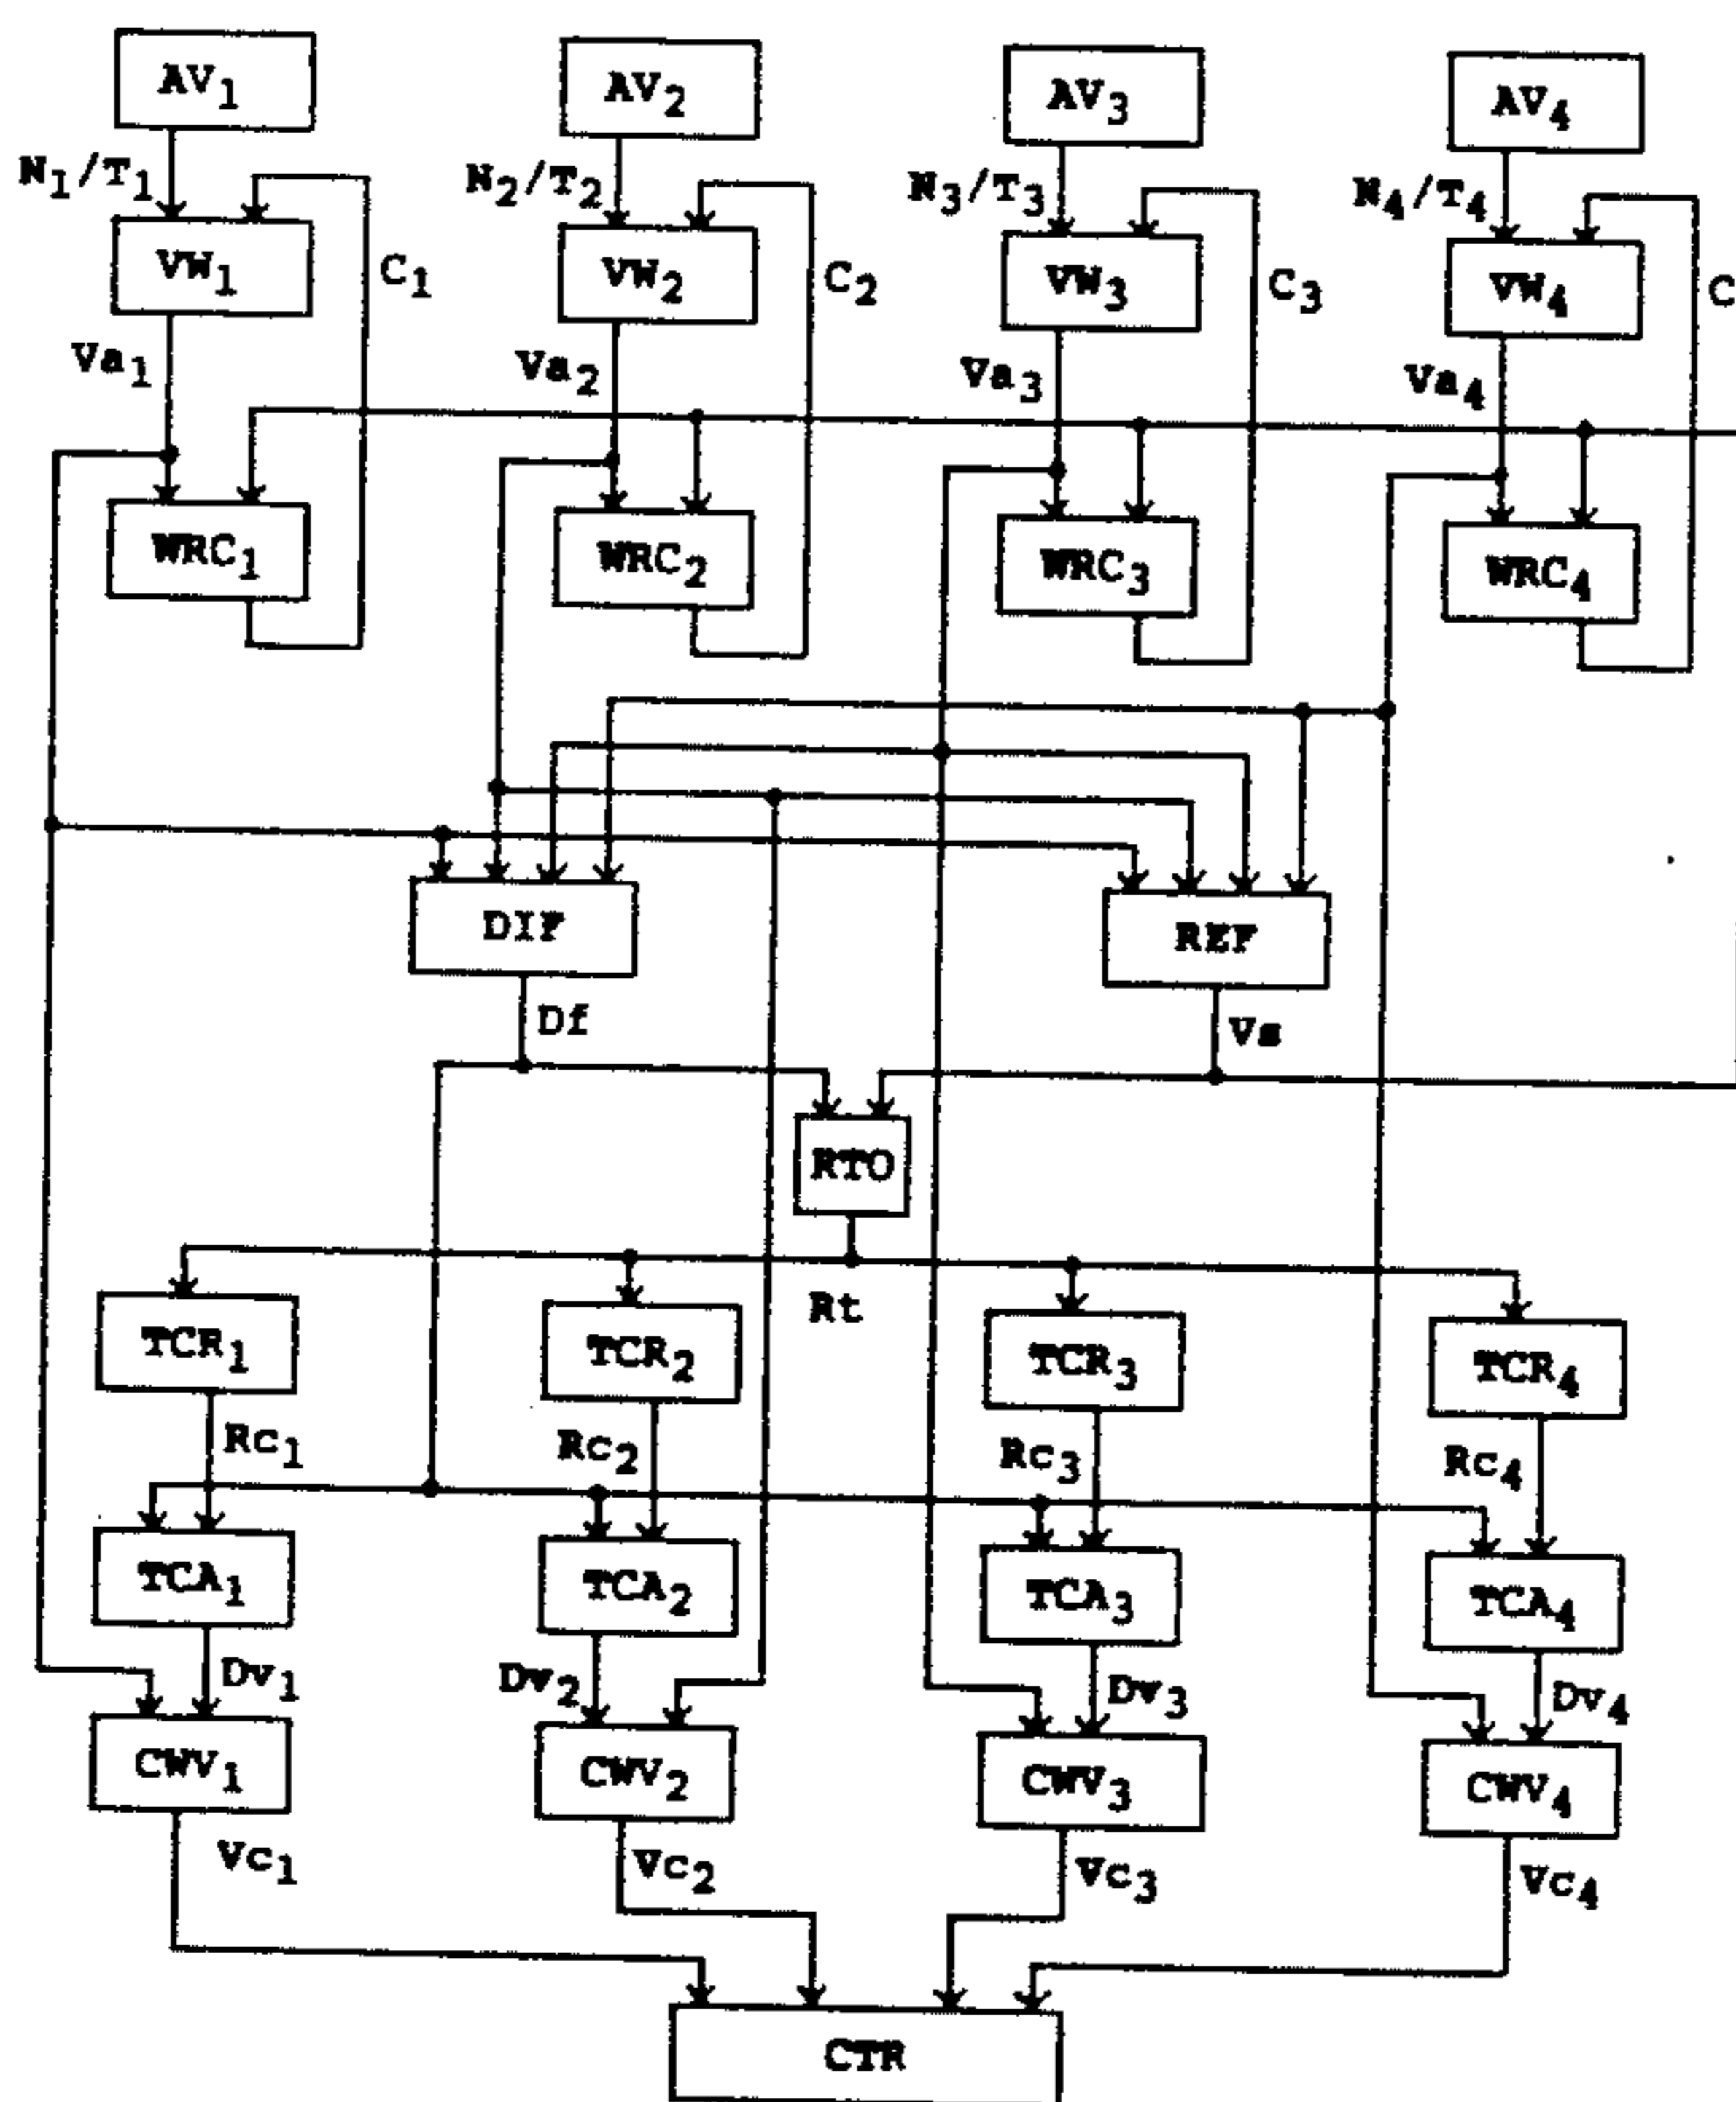 AV1 AV2 AV3 AV4
N1/T1 N2/T2 N3/T3 N4/T4
VW1 C1 VW2 C2 VW3 C3 VW4 C
Va1 Va2 Va3 Va4
WRC1 WRC2 WRC3 WRC4
DIF REF
Df Vs
RTO
Rt
TCR1 TCR2 TCR3 TCR4
Rc1 Rc2 Rc3 Rc4
TCA1 TCA2 TCA3 TCA4
Dv1 Dv2 Dv3 Dv4
CWV1 CWV2 CWV3 CWV4
Vc1 Vc2 Vc3 Vc4
CTR